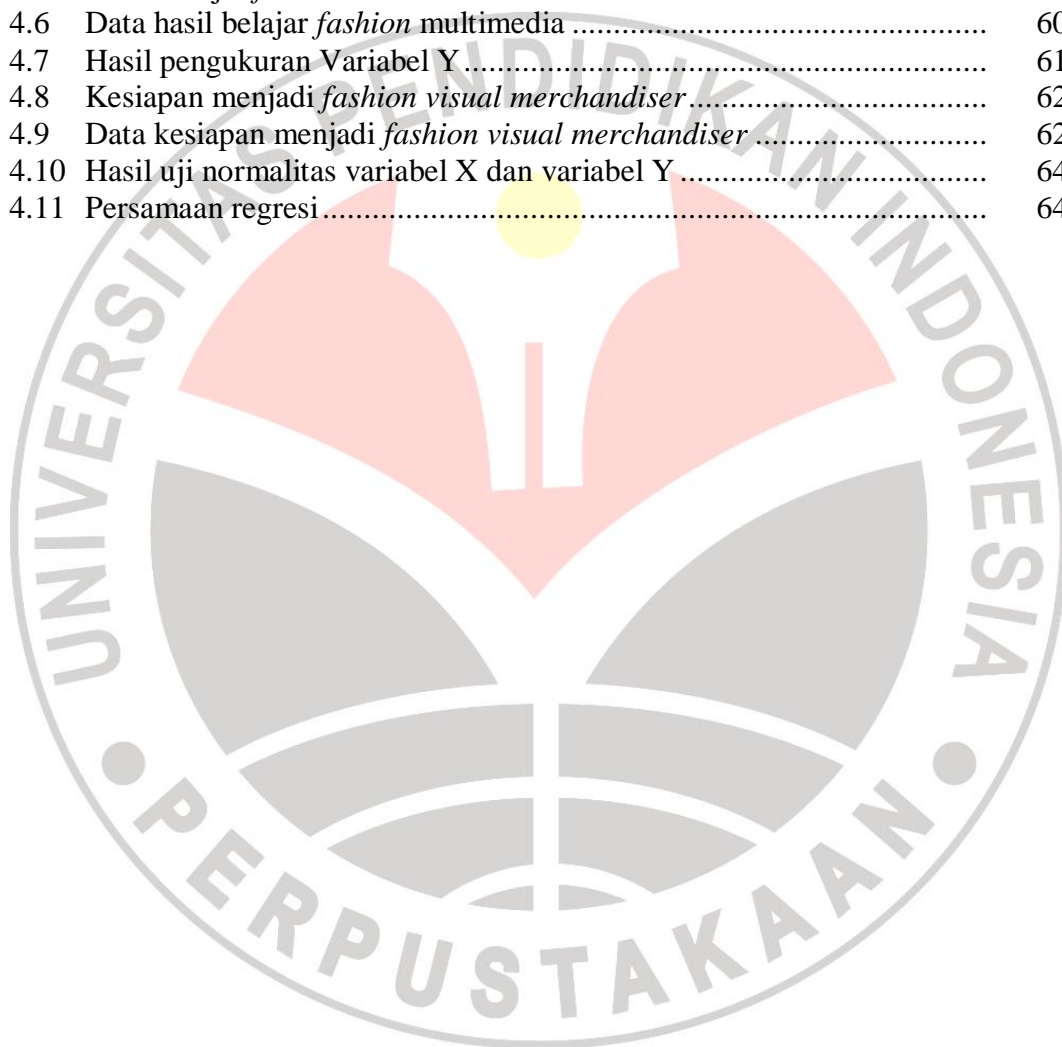 4.6 Data hasil belajar fashion multimedia ........................................................ 60
4.7 Hasil pengukuran Variabel Y ........................................................ 61
4.8 Kesiapan menjadi fashion visual merchandiser ........................................................ 62
4.9 Data kesiapan menjadi fashion visual merchandiser ........................................................ 62
4.10 Hasil uji normalitas variabel X dan variabel Y ........................................................ 64
4.11 Persamaan regresi ........................................................ 64
UNIVERSITAS PENDIDIKAN INDONESIA
PERPUSTAKAAN